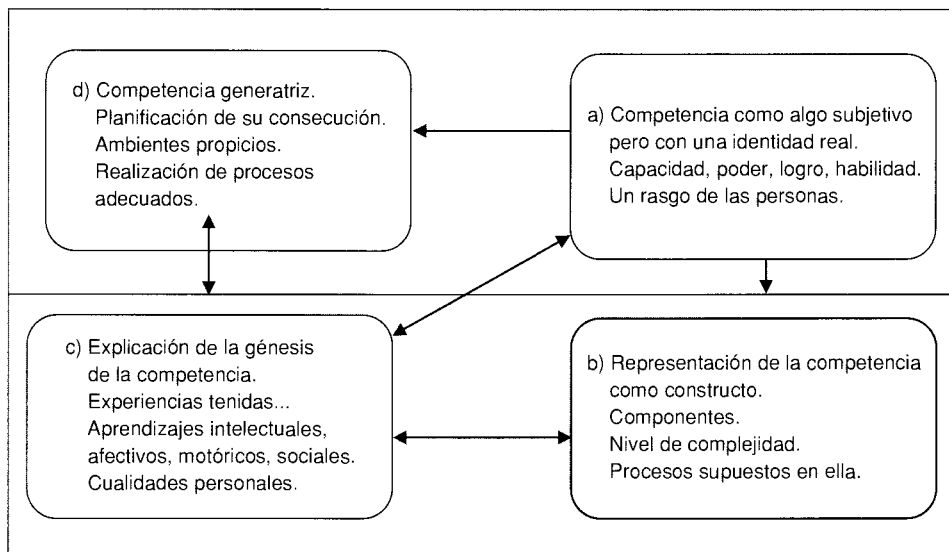 d) Competencia generatriz.
Planificación de su consecución.
Ambientes propicios.
Realización de procesos
adecuados.
a) Competencia como algo subjetivo
pero con una identidad real.
Capacidad, poder, logro, habilidad.
Un rasgo de las personas.
c) Explicación de la génesis
de la competencia.
Experiencias tenidas...
Aprendizajes intelectuales,
afectivos, motóricos, sociales.
Cualidades personales.
b) Representación de la competencia
como constructo.
Componentes.
Nivel de complejidad.
Procesos supuestos en ella.